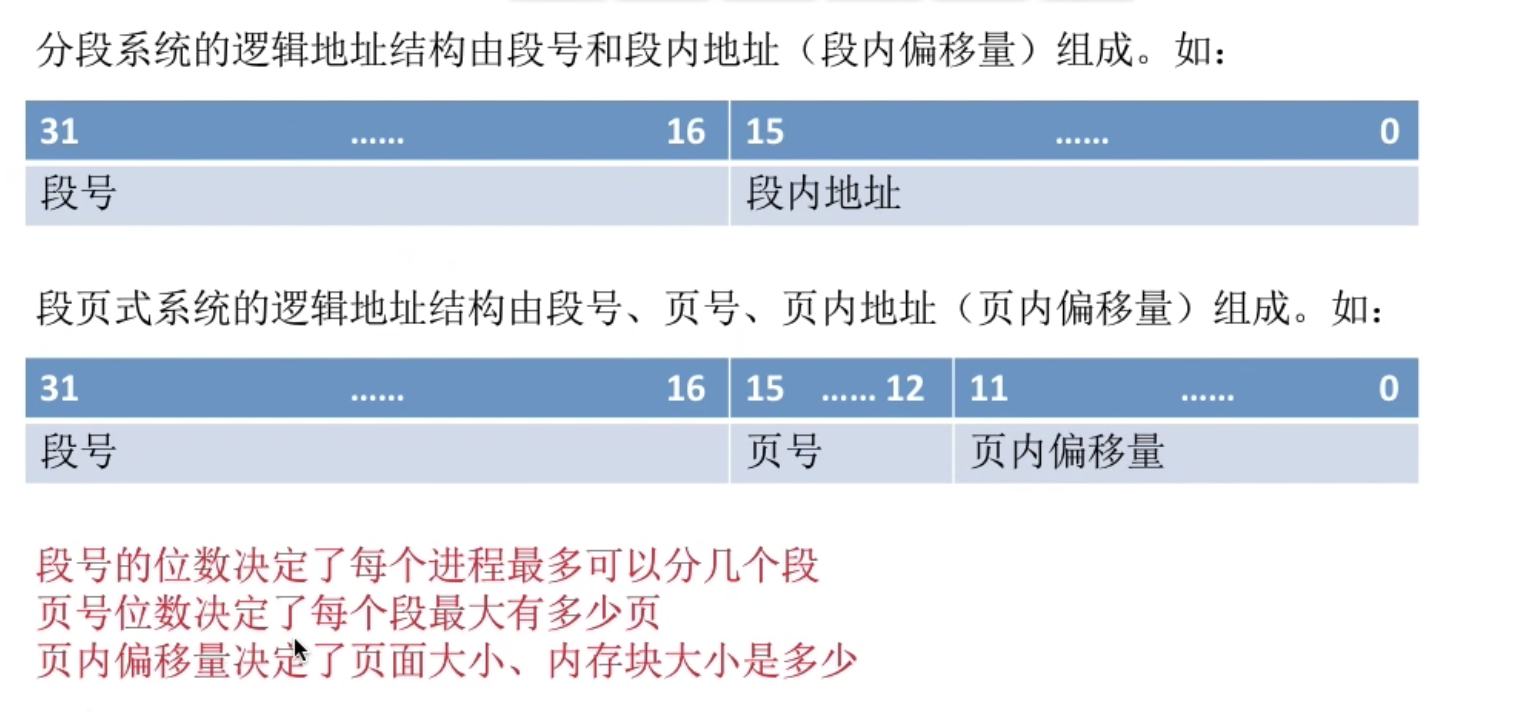 分段系统的逻辑地址结构由段号和段内地址（段内偏移量）组成。如：
31 ...... 16 15 ...... 0
段号 段内地址
段页式系统的逻辑地址结构由段号、页号、页内地址（页内偏移量）组成。如：
31 ...... 16 15 ...... 12 11 ...... 0
段号 页号 页内偏移量
段号的位数决定了每个进程最多可以分几个段
页号位数决定了每个段最大有多少页
页内偏移量决定了页面大小、内存块大小是多少